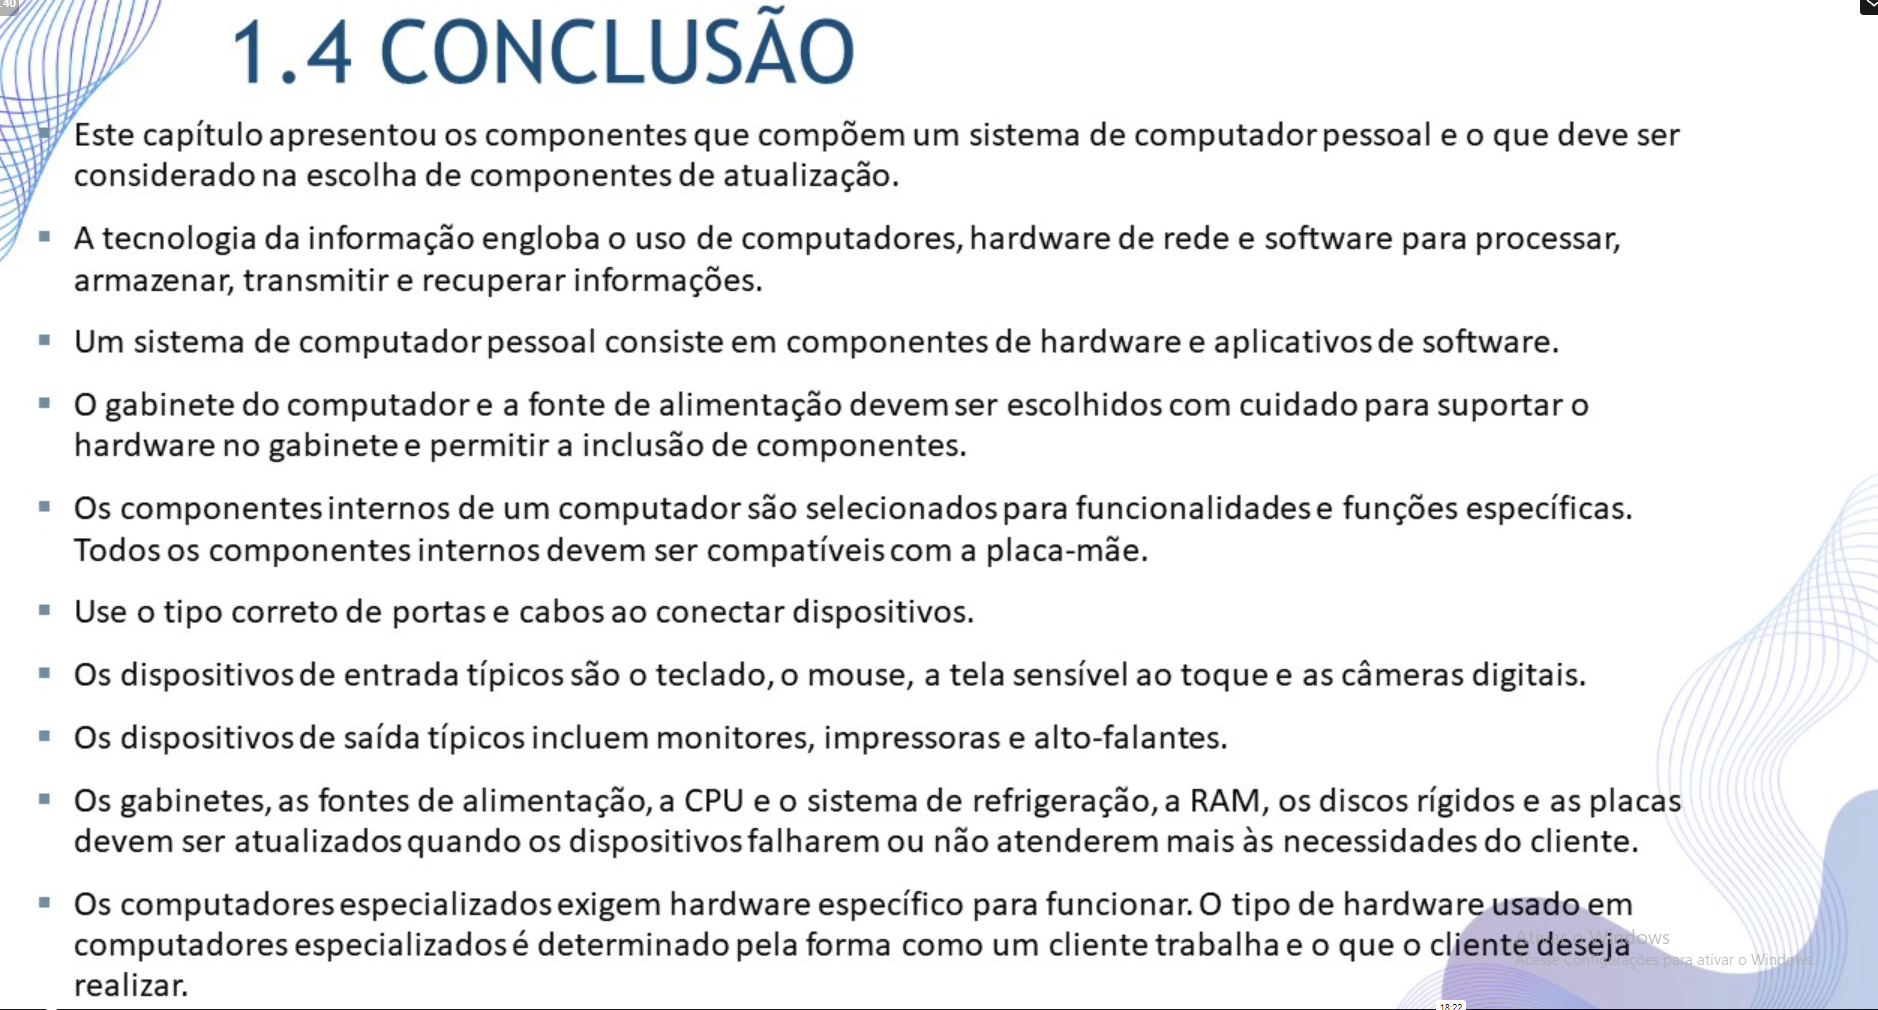 :40
1.4 CONCLUSÃO
Este capítulo apresentou os componentes que compõem um sistema de computador pessoal e o que deve ser
considerado na escolha de componentes de atualização.
A tecnologia da informação engloba o uso de computadores, hardware de rede e software para processar,
armazenar, transmitir e recuperar informações.
Um sistema de computador pessoal consiste em componentes de hardware e aplicativos de software.
O gabinete do computador e a fonte de alimentação devem ser escolhidos com cuidado para suportar o
hardware no gabinete e permitir a inclusão de componentes.
Os componentes internos de um computador são selecionados para funcionalidades e funções específicas.
Todos os componentes internos devem ser compatíveis com a placa-mãe.
Use o tipo correto de portas e cabos ao conectar dispositivos.
Os dispositivos de entrada típicos são o teclado, o mouse, a tela sensível ao toque e as câmeras digitais.
Os dispositivos de saída típicos incluem monitores, impressoras e alto-falantes.
Os gabinetes, as fontes de alimentação, a CPU e o sistema de refrigeração, a RAM, os discos rígidos e as placas
devem ser atualizados quando os dispositivos falharem ou não atenderem mais às necessidades do cliente.
Os computadores especializados exigem hardware específico para funcionar. O tipo de hardware usado em
computadores especializados é determinado pela forma como um cliente trabalha e o que o cliente deseja
realizar.
Ativar o Windows
Acesse Configurações para ativar o Windows.
18:22